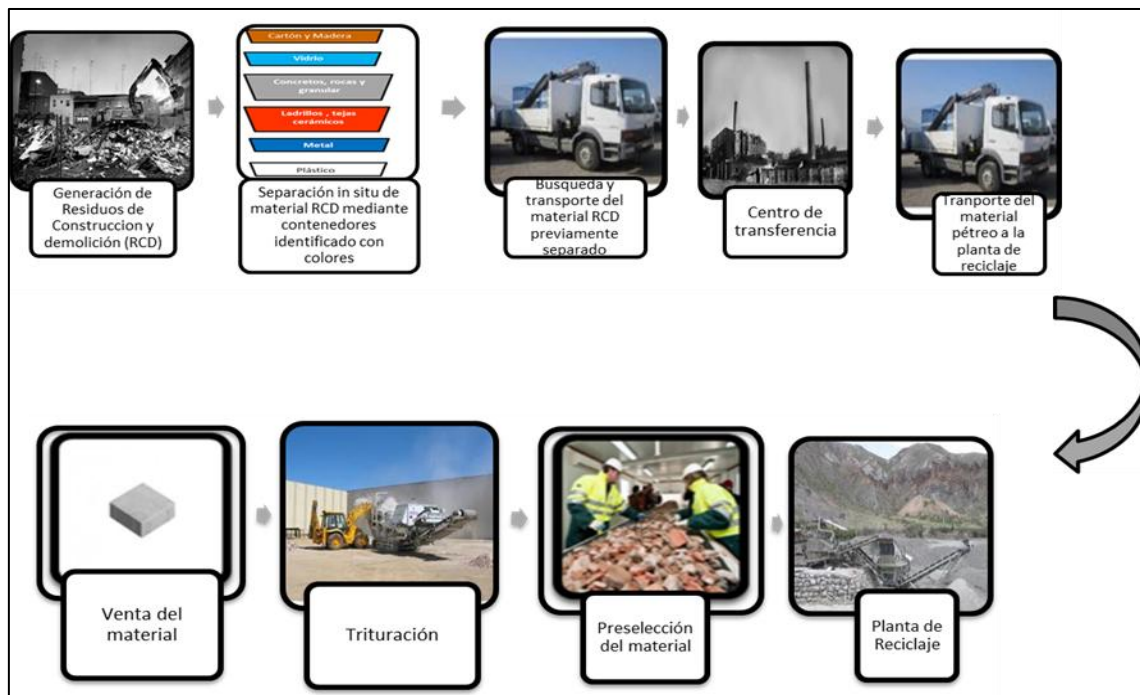 Generación de
Residuos de
Construccion y
demolición (RCD)
Cartón y Madera
Vidrio
Concretos, rocas y
granular
Ladrillos , tejas
cerámicos
Metal
Plástico
Separación in situ de
material RCD mediante
contenedores
identificado con
colores
Busqueda y
transporte del
material RCD
previamente
separado
Centro de
transferencia
Tranporte del
material
pétreo a la
planta de
reciclaje
Venta del
material
Trituración
Preselección
del material
Planta de
Reciclaje